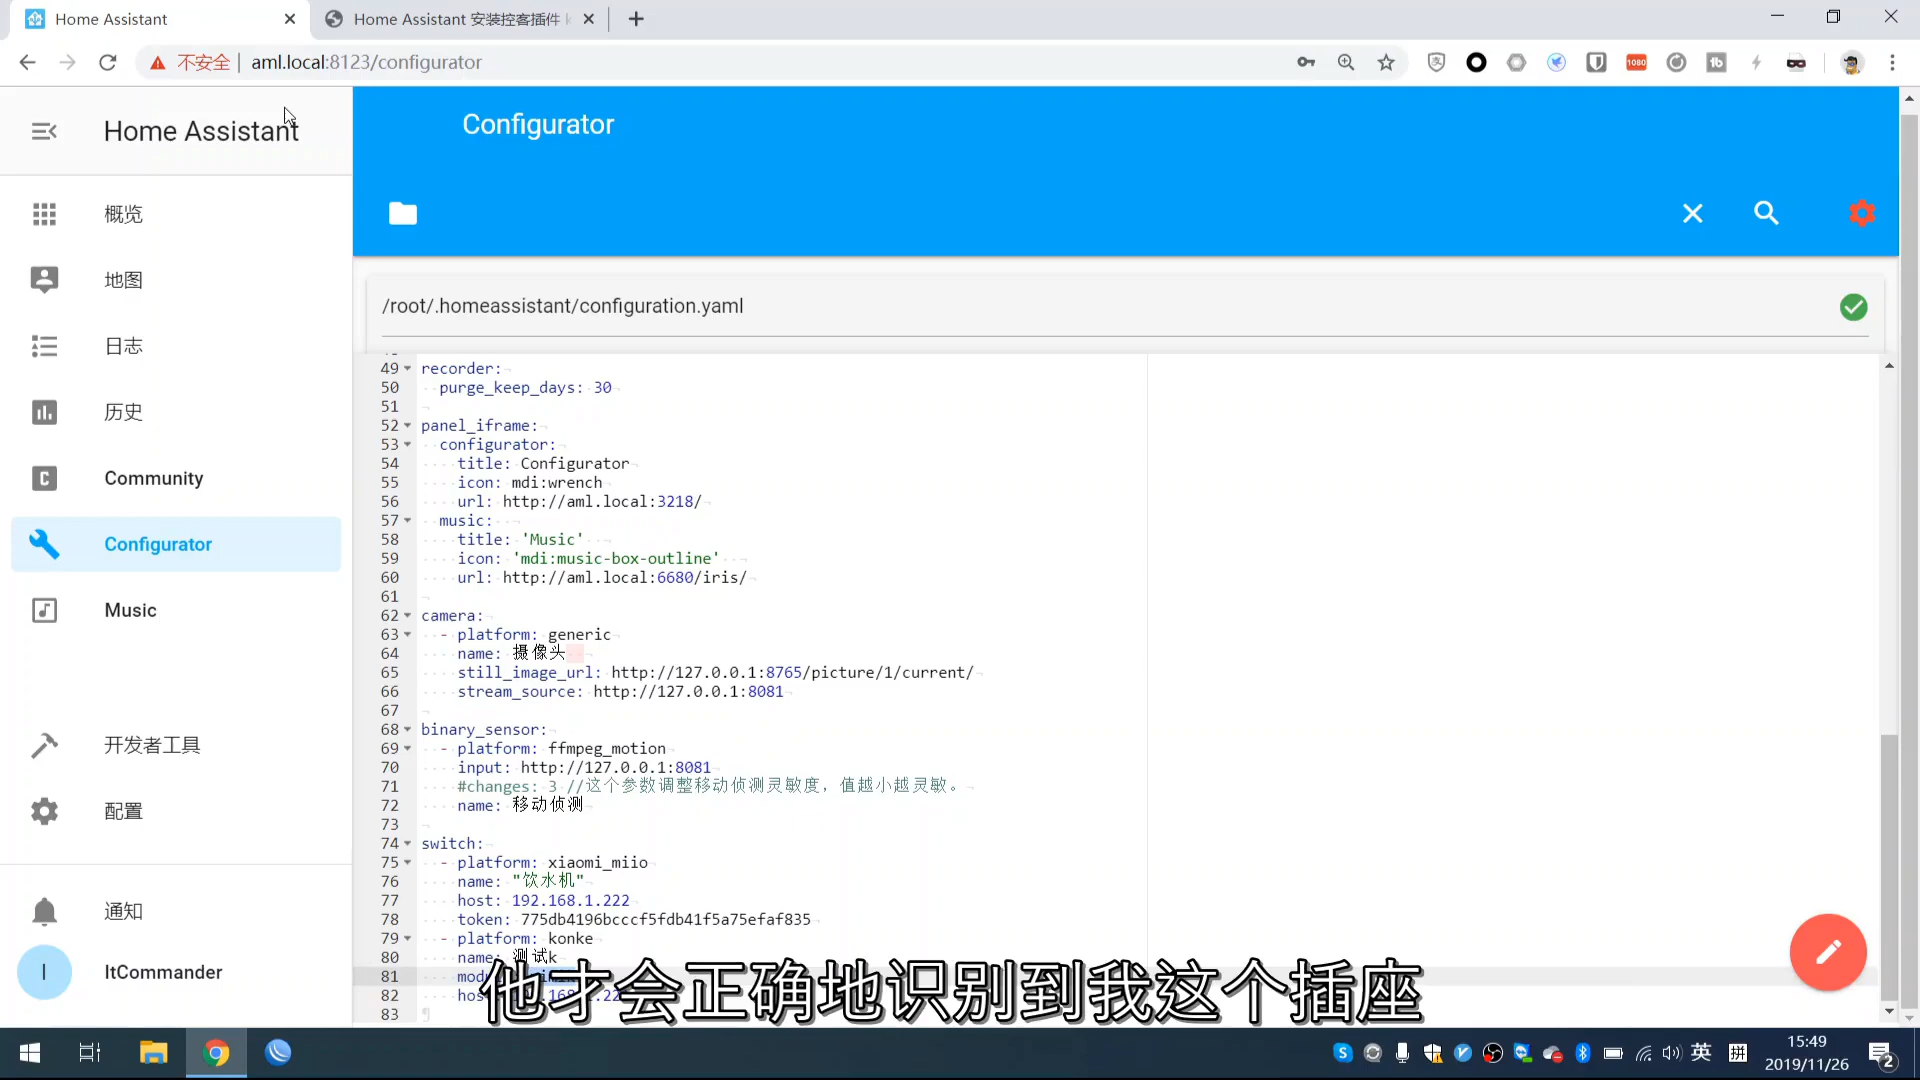 Home Assistant
Home Assistant 安装控客插件
不安全
aml.local:8123/configurator
Home Assistant
概览
地图
日志
历史
Community
Configurator
Music
开发者工具
配置
通知
I
ItCommander
Configurator
/root/.homeassistant/configuration.yaml
49 recorder:
50 purge_keep_days: 30
51
52 panel_iframe:
53 configurator:
54 title: Configurator
55 icon: mdi:wrench
56 url: http://aml.local:3218/
57 music:
58 title: 'Music'
59 icon: 'mdi:music-box-outline'
60 url: http://aml.local:6680/iris/
61
62 camera:
63 - platform: generic
64 name: 摄像头
65 still_image_url: http://127.0.0.1:8765/picture/1/current/
66 stream_source: http://127.0.0.1:8081
67
68 binary_sensor:
69 - platform: ffmpeg_motion
70 input: http://127.0.0.1:8081
71 #changes: 3 //这个参数调整移动侦测灵敏度，值越小越灵敏。
72 name: 移动侦测
73
74 switch:
75 - platform: xiaomi_miio
76 name: "饮水机"
77 host: 192.168.1.222
78 token: 775db4196bcccf5fdb41f5a75efaf835
79 - platform: konke
80 name: 测试k
81
82
83
他才会正确地识别到我这个插座
1080
英
拼
15:49
2019/11/26
2